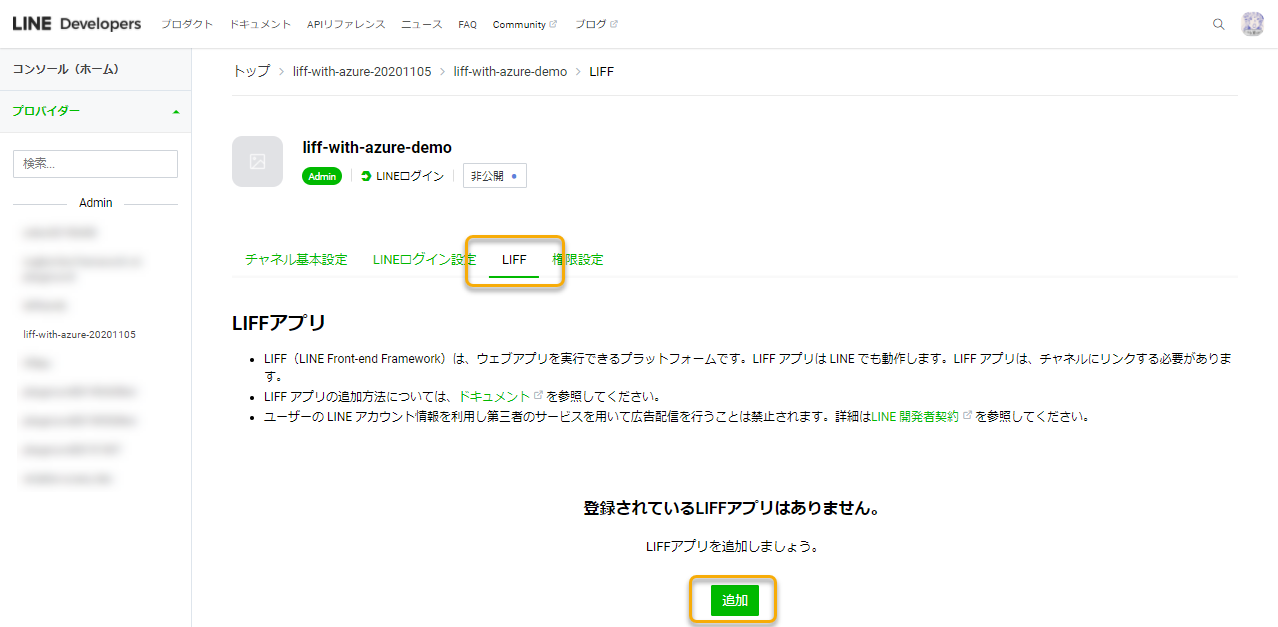 LINE Developers プロダクト ドキュメント APIリファレンス ニュース FAQ Community ブログ
コンソール（ホーム）
プロバイダー
検索...
Admin
liff-with-azure-20201105
トップ > liff-with-azure-20201105 > liff-with-azure-demo > LIFF
liff-with-azure-demo
Admin LINEログイン 非公開
チャネル基本設定 LINEログイン設定 LIFF 権限設定
LIFFアプリ
• LIFF（LINE Front-end Framework）は、ウェブアプリを実行できるプラットフォームです。LIFF アプリは LINE でも動作します。LIFF アプリは、チャネルにリンクする必要がありま
す。
• LIFF アプリの追加方法については、ドキュメント を参照してください。
• ユーザーの LINE アカウント情報を利用し第三者のサービスを用いて広告配信を行うことは禁止されます。詳細はLINE 開発者契約 を参照してください。
登録されているLIFFアプリはありません。
LIFFアプリを追加しましょう。
追加